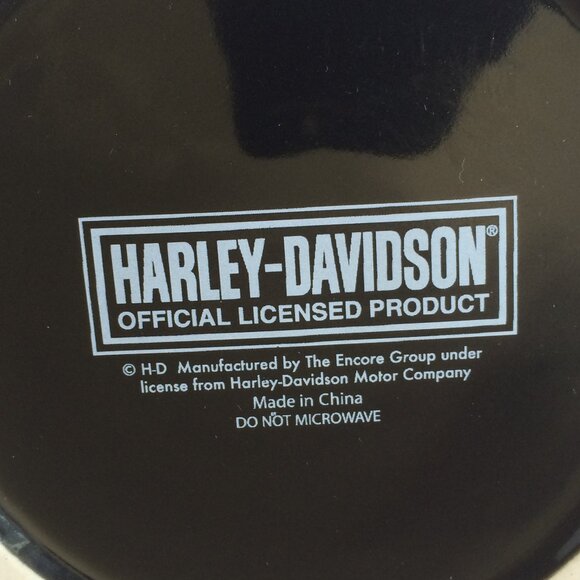 HARLEY-DAVIDSON®
OFFICIAL LICENSED PRODUCT
© H-D Manufactured by The Encore Group under
license from Harley-Davidson Motor Company
Made in China
DO NOT MICROWAVE